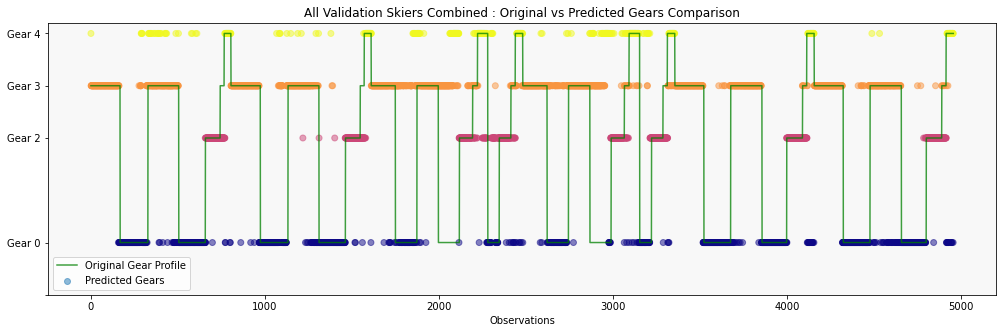 All Validation Skiers Combined : Original vs Predicted Gears Comparison
Gear 4
Gear 3
Gear 2
Gear 0
Original Gear Profile
Predicted Gears
0
1000
2000
3000
4000
5000
Observations